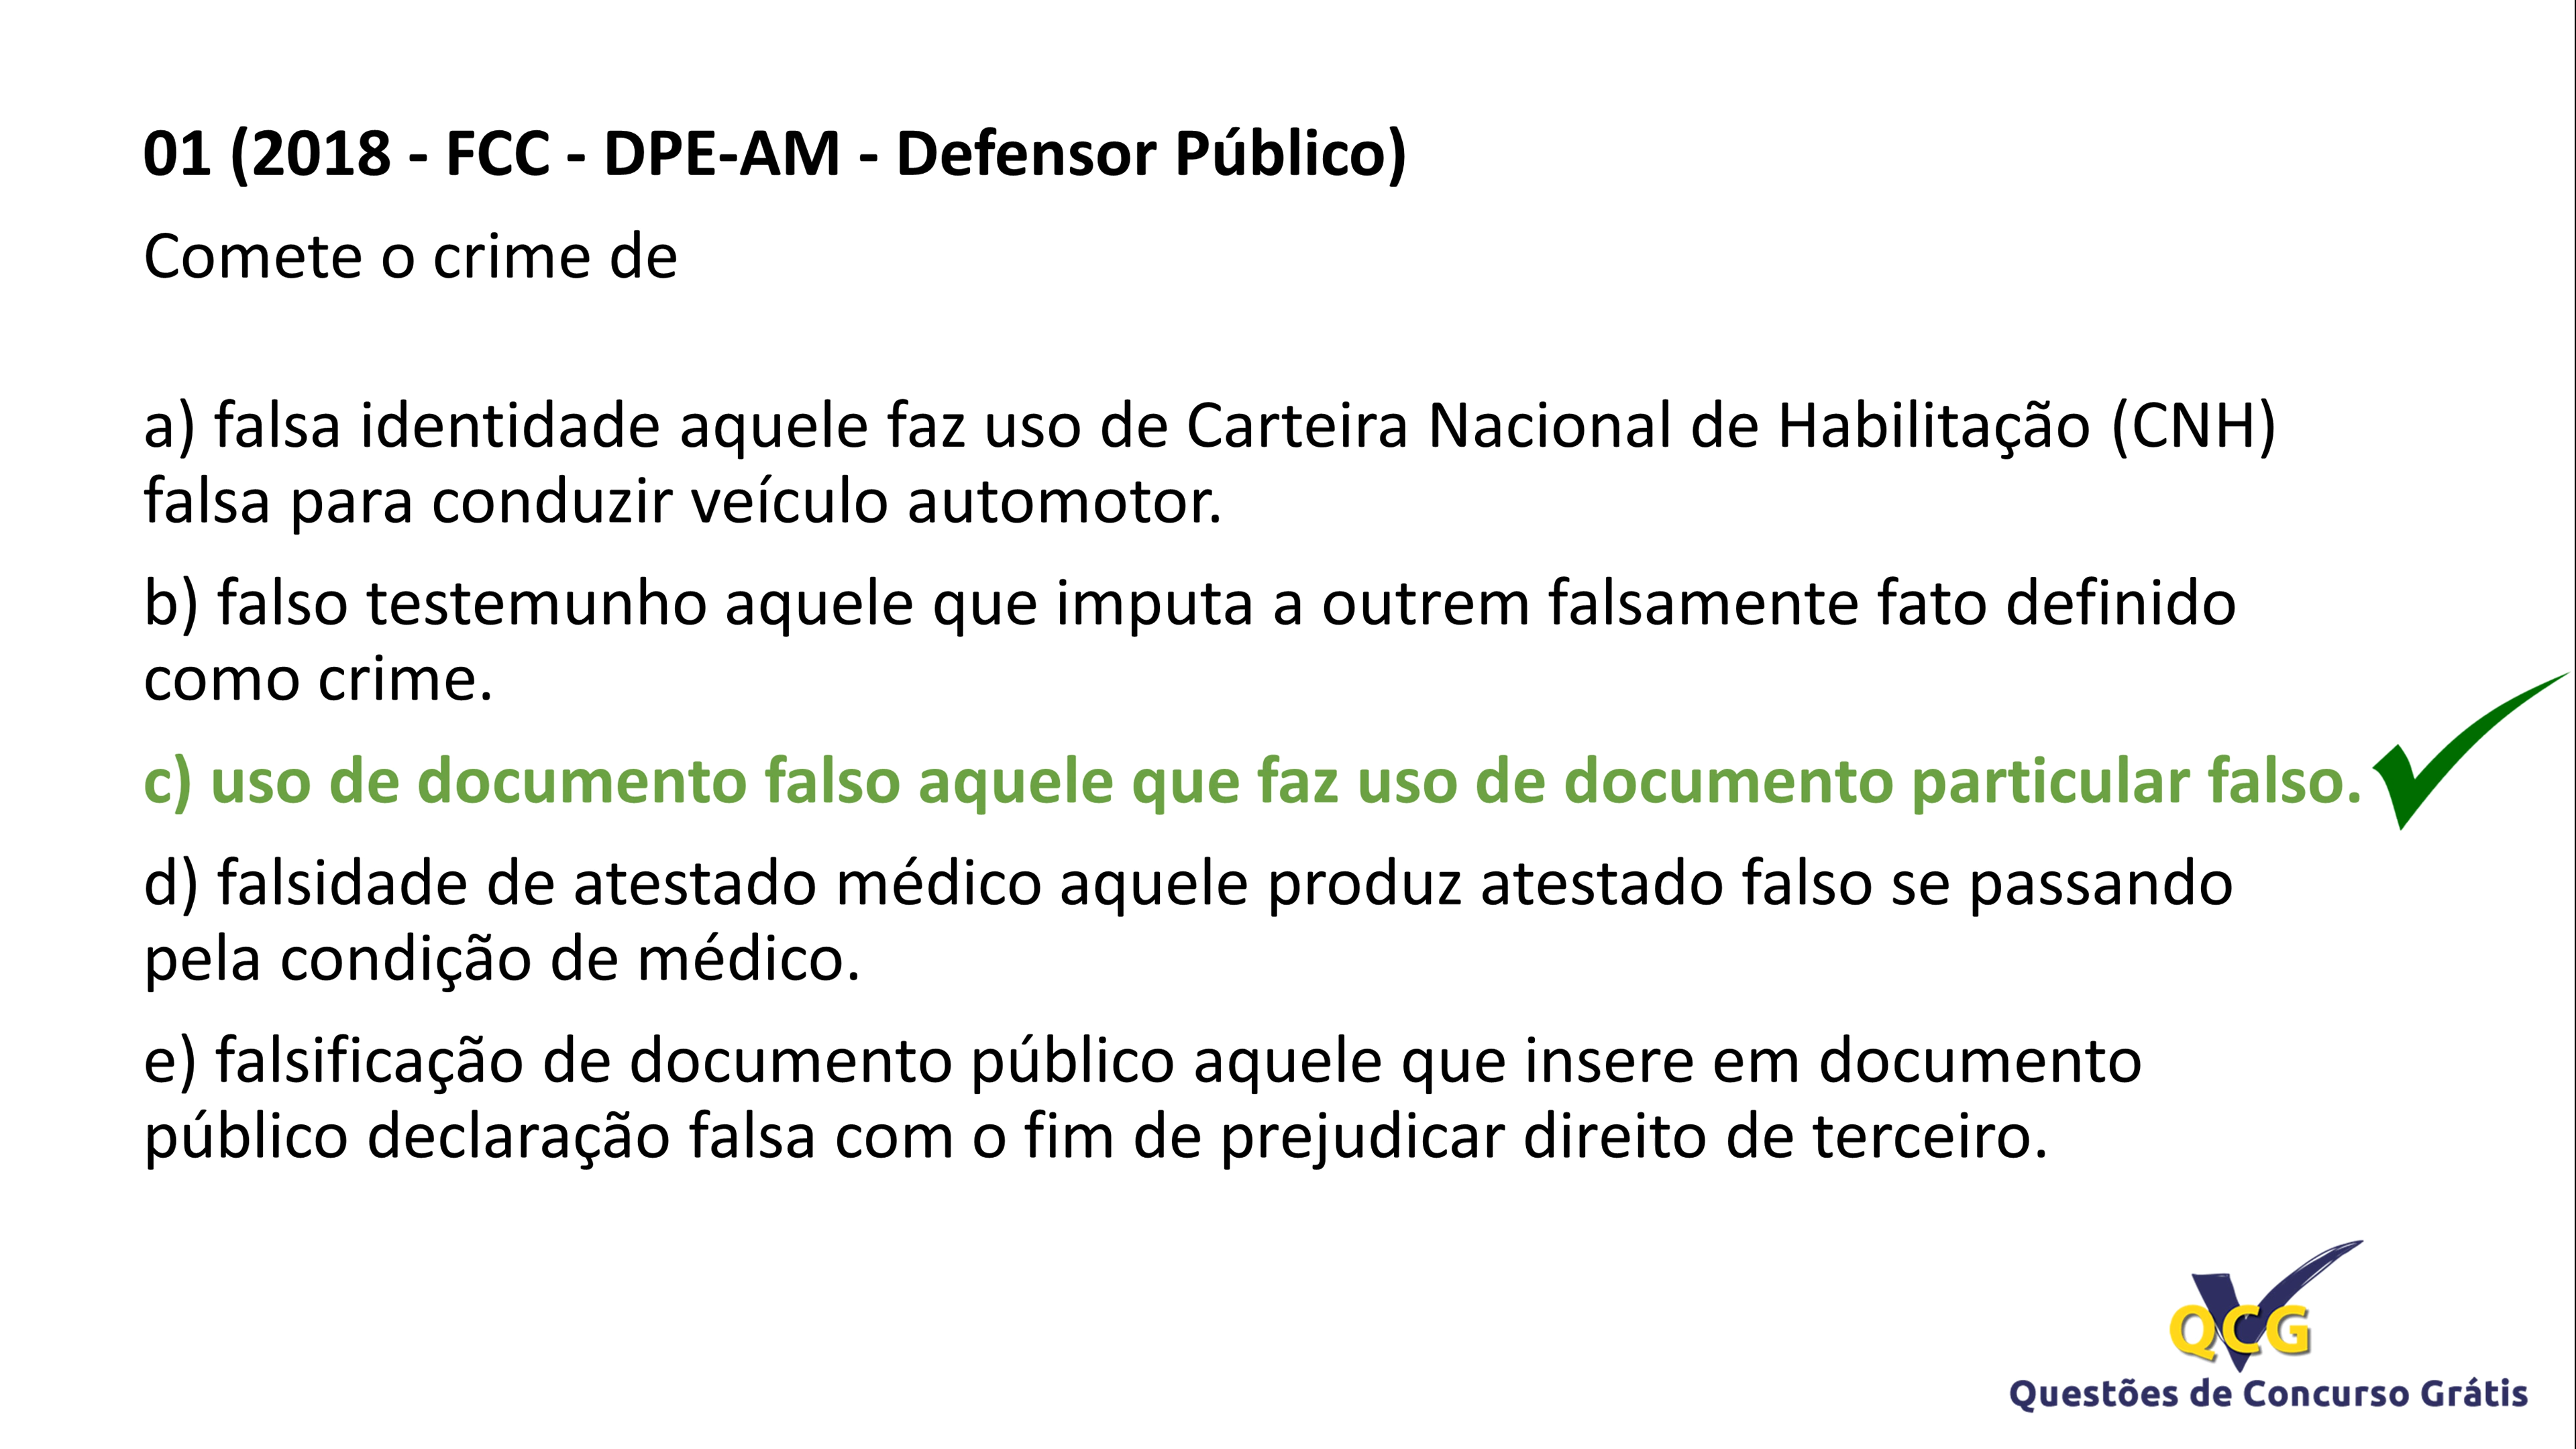 01 (2018 - FCC - DPE-AM - Defensor Público)
Comete o crime de
a) falsa identidade aquele faz uso de Carteira Nacional de Habilitação (CNH)
falsa para conduzir veículo automotor.
b) falso testemunho aquele que imputa a outrem falsamente fato definido
como crime.
c) uso de documento falso aquele que faz uso de documento particular falso.
d) falsidade de atestado médico aquele produz atestado falso se passando
pela condição de médico.
e) falsificação de documento público aquele que insere em documento
público declaração falsa com o fim de prejudicar direito de terceiro.
QCG
Questões de Concurso Grátis